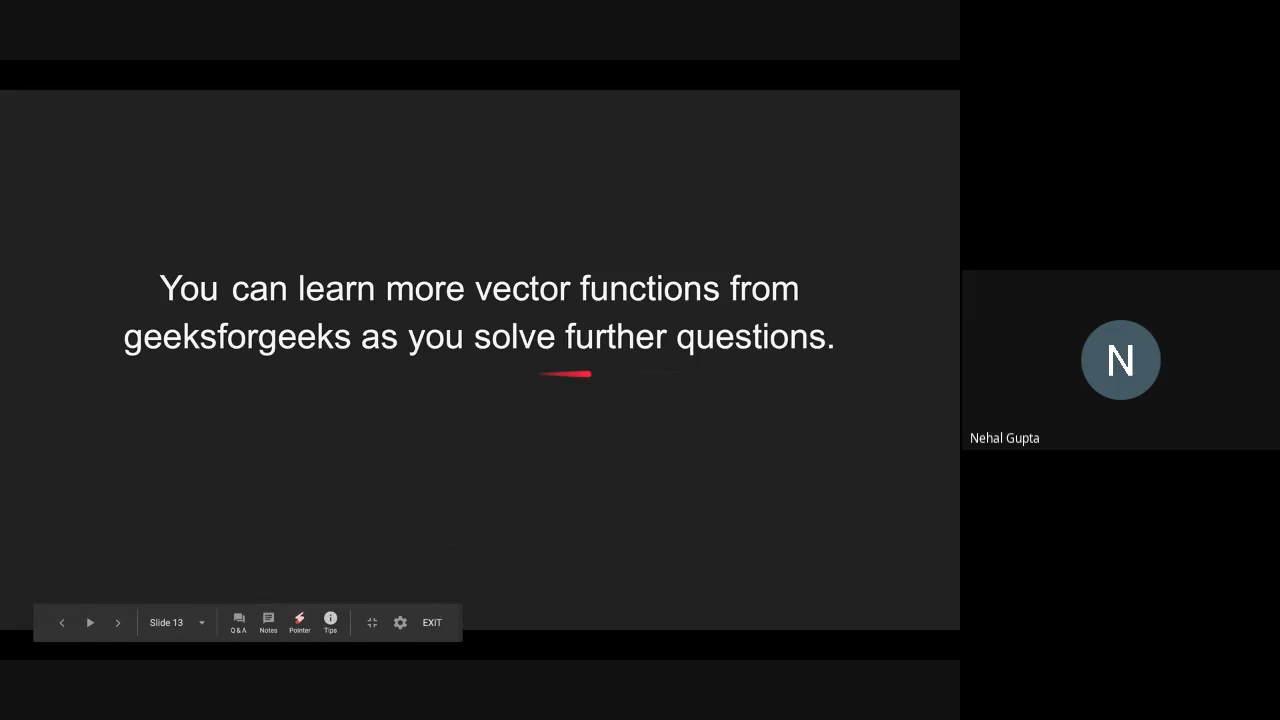 You can learn more vector functions from
geeksforgeeks as you solve further questions.
N
Nehal Gupta
Slide 13
Q&A
Notes
Pointer
Tips
EXIT